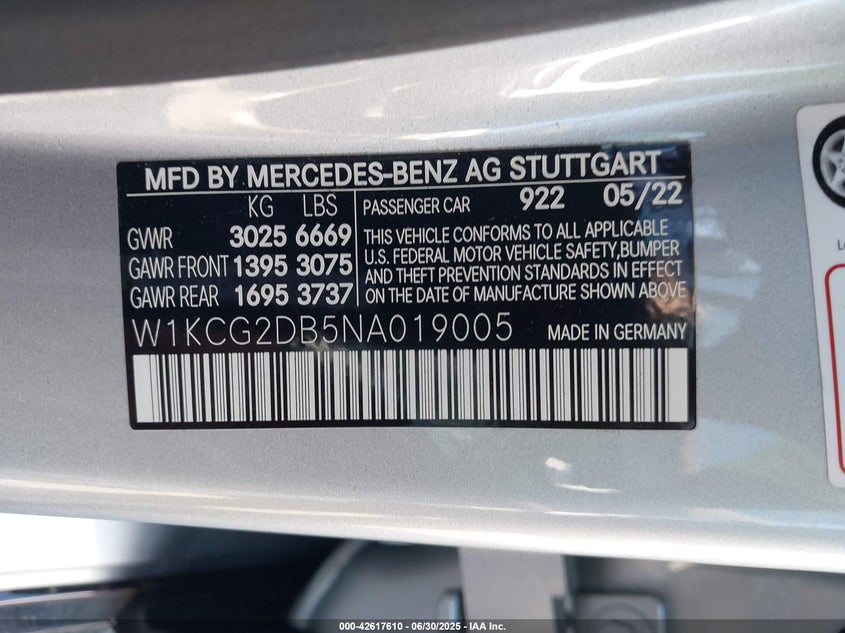 MFD BY MERCEDES-BENZ AG STUTTGART
KG LBS
GVWR 3025 6669
GAWR FRONT 1395 3075
GAWR REAR 1695 3737
PASSENGER CAR 922 05/22
THIS VEHICLE CONFORMS TO ALL APPLICABLE
U.S. FEDERAL MOTOR VEHICLE SAFETY,BUMPER
AND THEFT PREVENTION STANDARDS IN EFFECT
ON THE DATE OF MANUFACTURE SHOWN ABOVE
W1KCG2DB5NA019005 MADE IN GERMANY
000-42617610 - 06/30/2025 - IAA Inc.